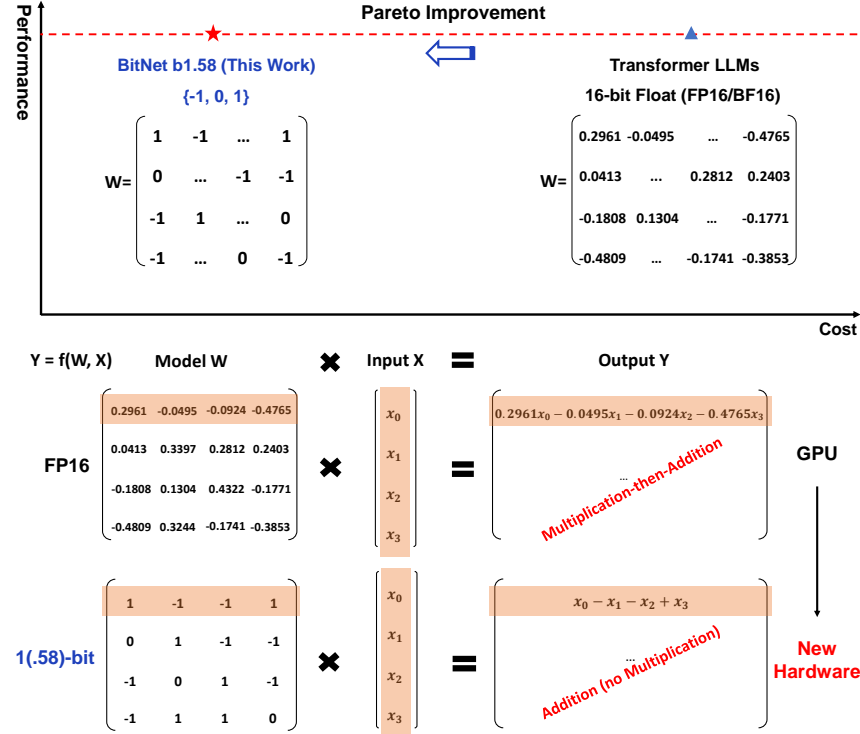 Performance
Pareto Improvement
BitNet b1.58 (This Work)
{-1, 0, 1}
Transformer LLMs
16-bit Float (FP16/BF16)
W=
1 -1 ... 1
0 ... -1 -1
-1 1 ... 0
-1 ... 0 -1
W=
0.2961 -0.0495 ... -0.4765
0.0413 ... 0.2812 0.2403
-0.1808 0.1304 ... -0.1771
-0.4809 ... -0.1741 -0.3853
Cost
Y = f(W, X) Model W ✖ Input X = Output Y
FP16
0.2961 -0.0495 -0.0924 -0.4765
0.0413 0.3397 0.2812 0.2403
-0.1808 0.1304 0.4322 -0.1771
-0.4809 0.3244 -0.1741 -0.3853
✖
x₀
x₁
x₂
x₃
=
0.2961x₀ − 0.0495x₁ − 0.0924x₂ − 0.4765x₃
...
Multiplication-then-Addition
GPU
1(.58)-bit
1 -1 -1 1
0 1 -1 -1
-1 0 1 -1
-1 1 1 0
✖
x₀
x₁
x₂
x₃
=
x₀ − x₁ − x₂ + x₃
...
Addition (no Multiplication)
New
Hardware